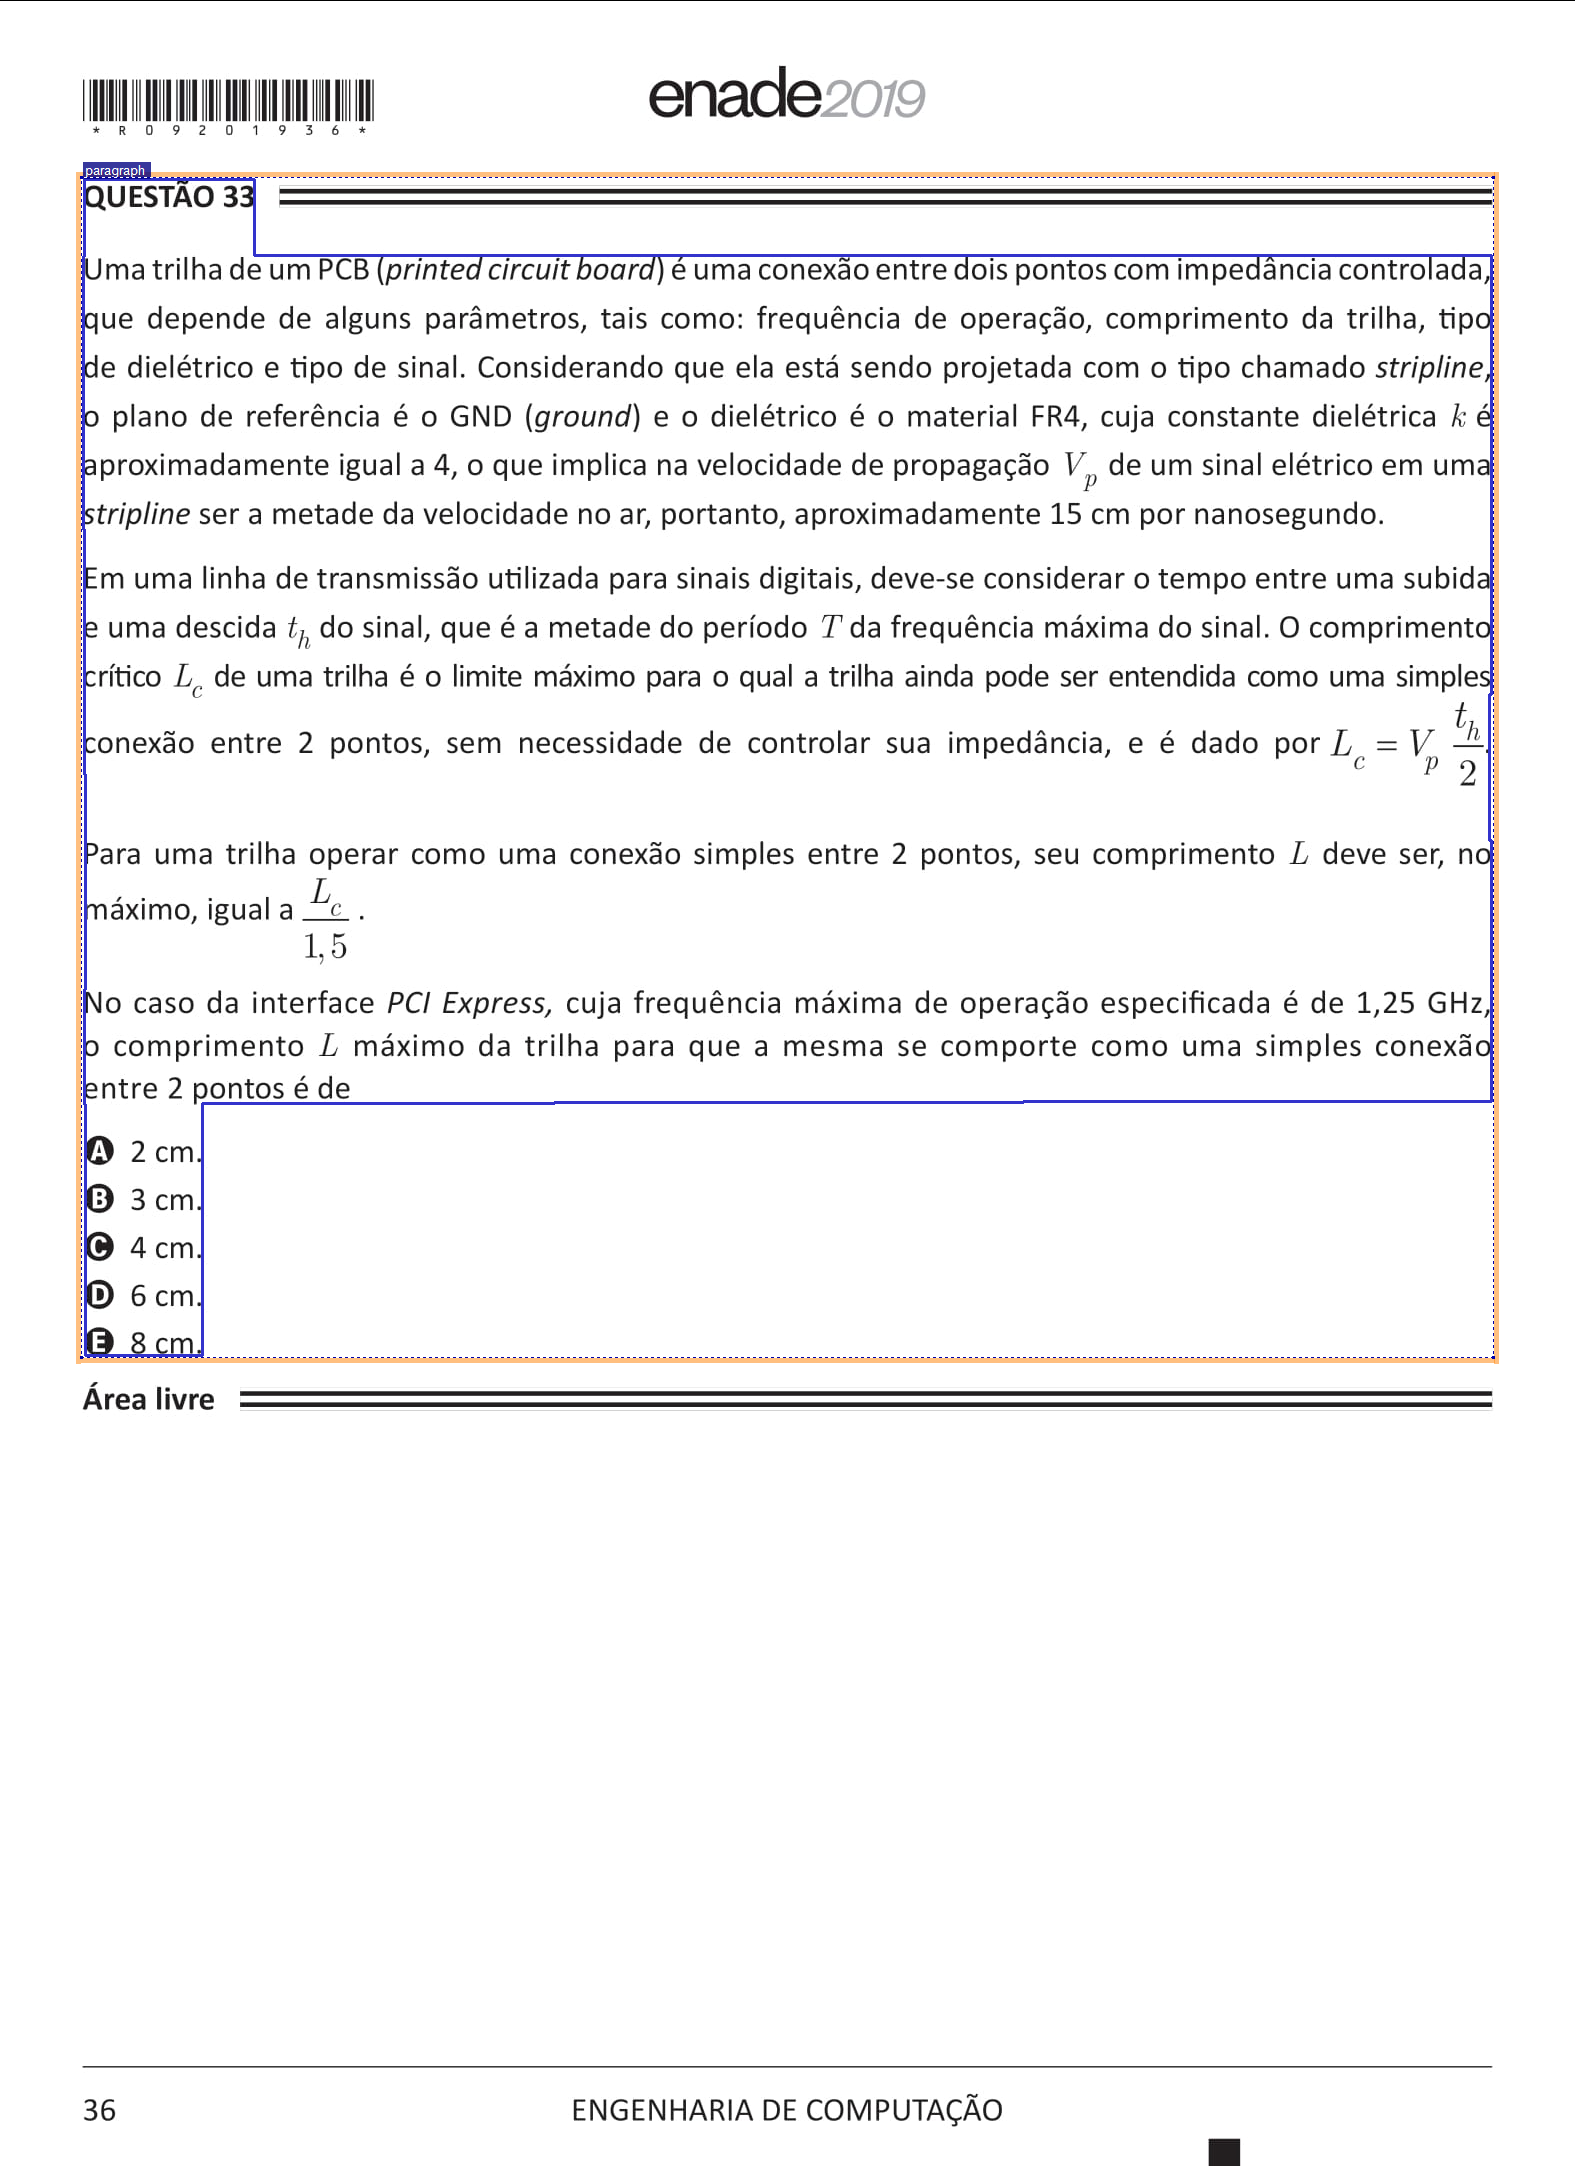 *R09201936*
enade2019
paragraph
QUESTÃO 33
Uma trilha de um PCB (printed circuit board) é uma conexão entre dois pontos com impedância controlada,
que depende de alguns parâmetros, tais como: frequência de operação, comprimento da trilha, tipo
de dielétrico e tipo de sinal. Considerando que ela está sendo projetada com o tipo chamado stripline,
o plano de referência é o GND (ground) e o dielétrico é o material FR4, cuja constante dielétrica k é
aproximadamente igual a 4, o que implica na velocidade de propagação V_p de um sinal elétrico em uma
stripline ser a metade da velocidade no ar, portanto, aproximadamente 15 cm por nanosegundo.
Em uma linha de transmissão utilizada para sinais digitais, deve-se considerar o tempo entre uma subida
e uma descida t_h do sinal, que é a metade do período T da frequência máxima do sinal. O comprimento
crítico L_c de uma trilha é o limite máximo para o qual a trilha ainda pode ser entendida como uma simples
conexão entre 2 pontos, sem necessidade de controlar sua impedância, e é dado por L_c = V_p t_h/2.
Para uma trilha operar como uma conexão simples entre 2 pontos, seu comprimento L deve ser, no
máximo, igual a L_c/1,5 .
No caso da interface PCI Express, cuja frequência máxima de operação especificada é de 1,25 GHz,
o comprimento L máximo da trilha para que a mesma se comporte como uma simples conexão
entre 2 pontos é de
A 2 cm.
B 3 cm.
C 4 cm.
D 6 cm.
E 8 cm.
Área livre
36 ENGENHARIA DE COMPUTAÇÃO